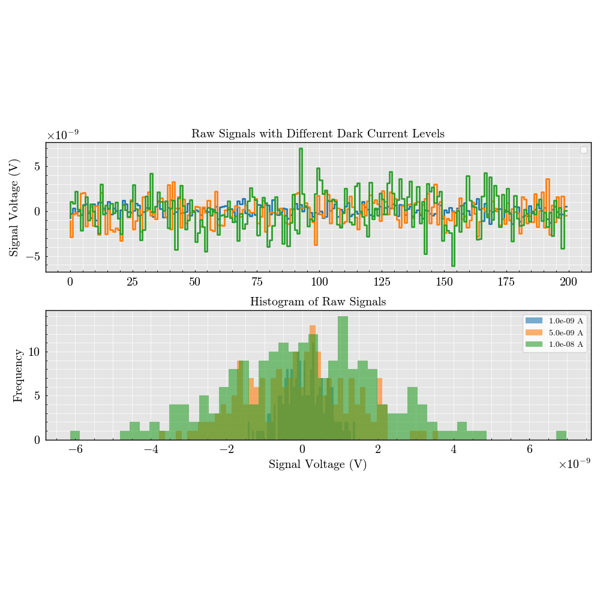 Raw Signals with Different Dark Current Levels
×10⁻⁹
Signal Voltage (V)
5
0
−5
0 25 50 75 100 125 150 175 200
Histogram of Raw Signals
Frequency
10
5
0
1.0e-09 A
5.0e-09 A
1.0e-08 A
−6 −4 −2 0 2 4 6
Signal Voltage (V)
×10⁻⁹